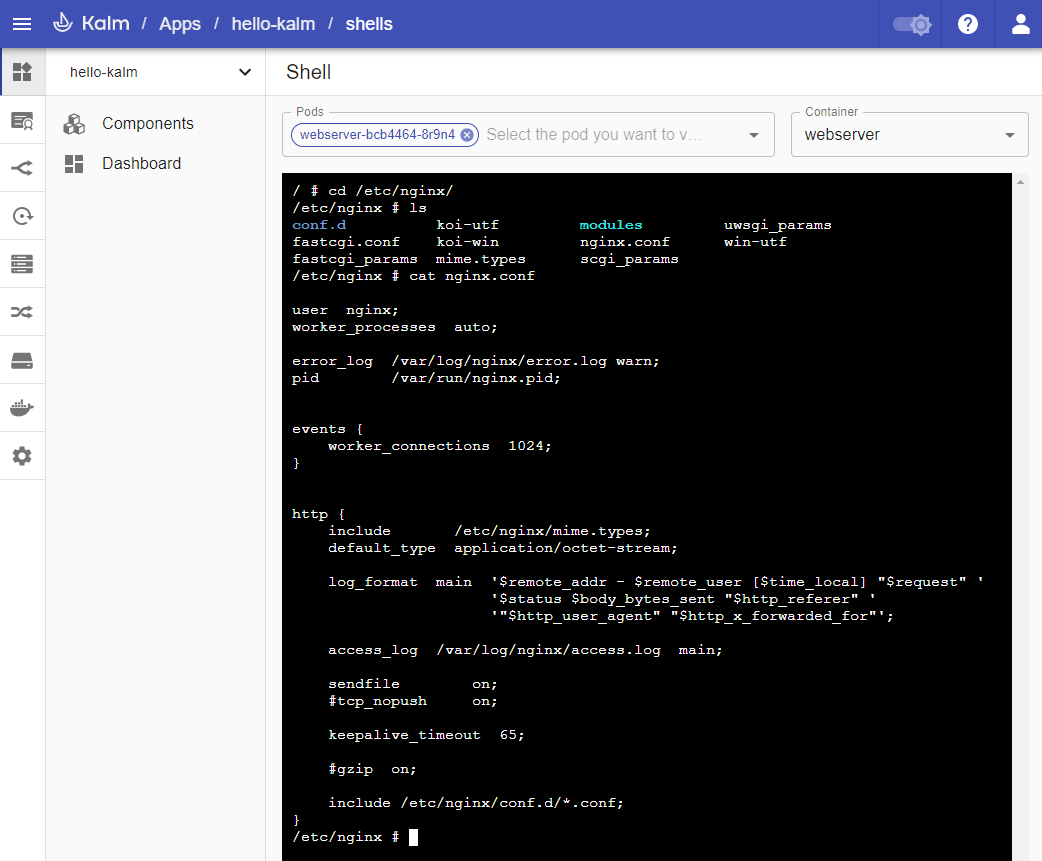 Kalm / Apps / hello-kalm / shells
hello-kalm
Components
Dashboard
Shell
Pods
webserver-bcb4464-8r9n4 Select the pod you want to v…
Container
webserver
/ # cd /etc/nginx/
/etc/nginx # ls
conf.d          koi-utf         modules         uwsgi_params
fastcgi.conf    koi-win         nginx.conf      win-utf
fastcgi_params  mime.types      scgi_params
/etc/nginx # cat nginx.conf

user  nginx;
worker_processes  auto;

error_log  /var/log/nginx/error.log warn;
pid        /var/run/nginx.pid;


events {
    worker_connections  1024;
}


http {
    include       /etc/nginx/mime.types;
    default_type  application/octet-stream;

    log_format  main  '$remote_addr - $remote_user [$time_local] "$request" '
                      '$status $body_bytes_sent "$http_referer" '
                      '"$http_user_agent" "$http_x_forwarded_for"';

    access_log  /var/log/nginx/access.log  main;

    sendfile        on;
    #tcp_nopush     on;

    keepalive_timeout  65;

    #gzip  on;

    include /etc/nginx/conf.d/*.conf;
}
/etc/nginx #